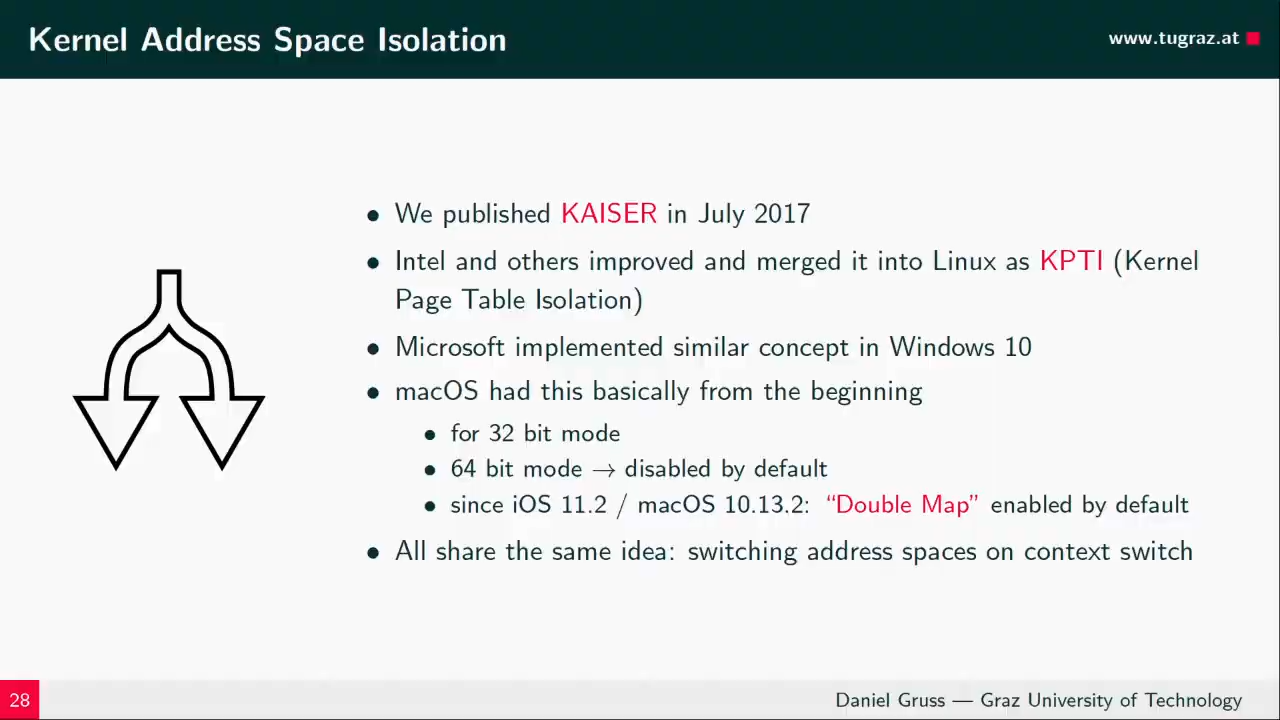 Kernel Address Space Isolation
www.tugraz.at
• We published KAISER in July 2017
• Intel and others improved and merged it into Linux as KPTI (Kernel
Page Table Isolation)
• Microsoft implemented similar concept in Windows 10
• macOS had this basically from the beginning
• for 32 bit mode
• 64 bit mode → disabled by default
• since iOS 11.2 / macOS 10.13.2: “Double Map” enabled by default
• All share the same idea: switching address spaces on context switch
28
Daniel Gruss — Graz University of Technology